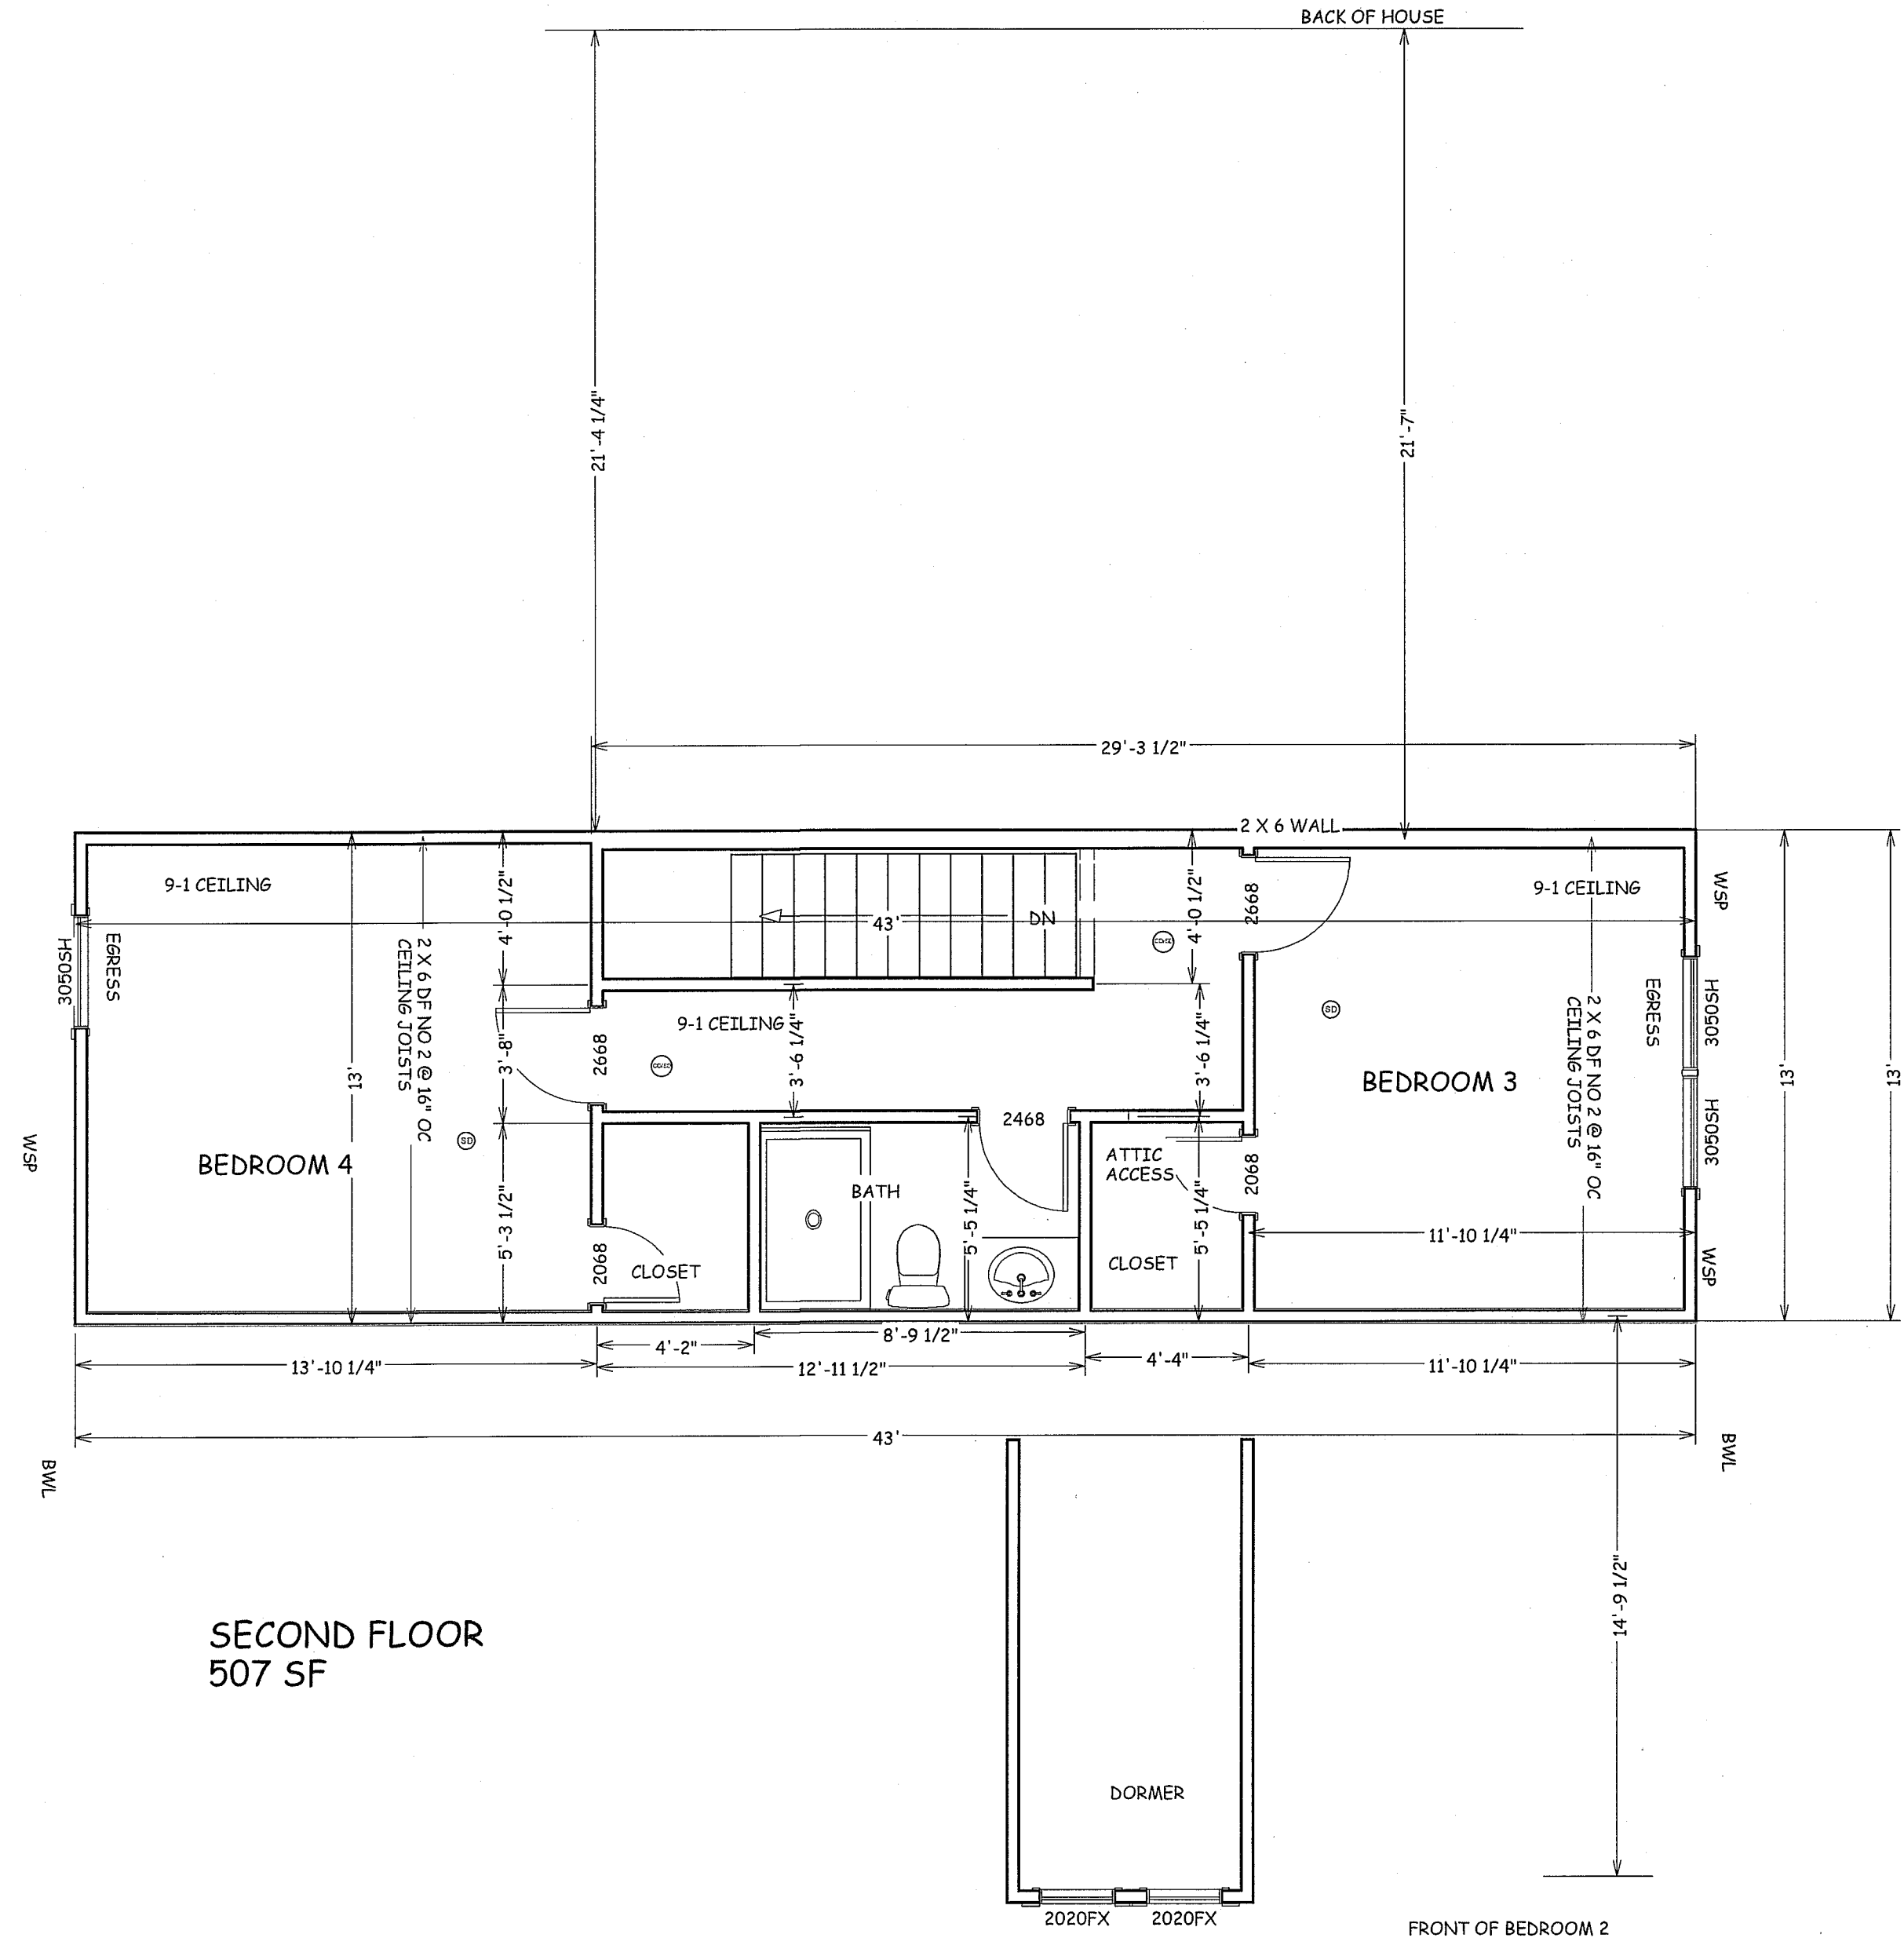 BACK OF HOUSE
21'-4 1/4"
21'-7"
29'-3 1/2"
2 X 6 WALL
9-1 CEILING
4'-0 1/2"
43'
DN
4'-0 1/2"
2668
9-1 CEILING
WSP
3050SH
EGRESS
2 X 6 DF NO 2 @ 16" OC
CEILING JOISTS
13'
3'-8"
2668
9-1 CEILING
3'-6 1/4"
3'-6 1/4"
SD
BEDROOM 3
2 X 6 DF NO 2 @ 16" OC
CEILING JOISTS
EGRESS
3050SH
3050SH
13'
13'
WSP
BEDROOM 4
SD
5'-3 1/2"
2068
CLOSET
BATH
5'-5 1/4"
2468
ATTIC
ACCESS
CLOSET
5'-5 1/4"
2068
11'-10 1/4"
WSP
4'-2"
8'-9 1/2"
13'-10 1/4"
12'-11 1/2"
4'-4"
11'-10 1/4"
43'
BWL
BWL
14'-9 1/2"
SECOND FLOOR
507 SF
DORMER
2020FX
2020FX
FRONT OF BEDROOM 2